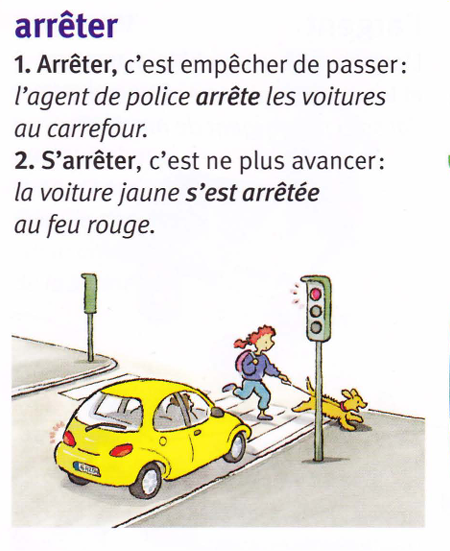 arrêter
1. Arrêter, c'est empêcher de passer :
l'agent de police arrête les voitures
au carrefour.
2. S'arrêter, c'est ne plus avancer :
la voiture jaune s'est arrêtée
au feu rouge.